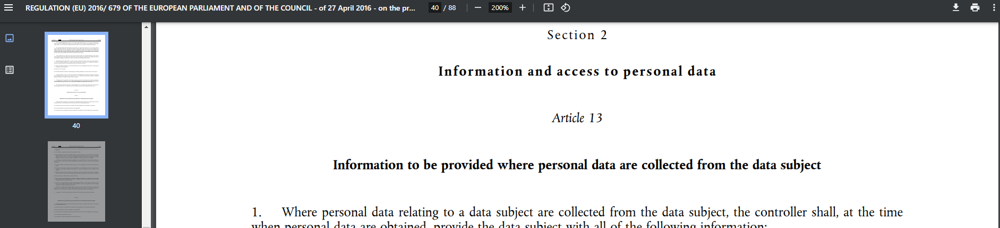 REGULATION (EU) 2016/ 679 OF THE EUROPEAN PARLIAMENT AND OF THE COUNCIL - of 27 April 2016 - on the pr... 40 / 88 200%
40
Section 2
Information and access to personal data
Article 13
Information to be provided where personal data are collected from the data subject
1. Where personal data relating to a data subject are collected from the data subject, the controller shall, at the time
when personal data are obtained, provide the data subject with all of the following information: